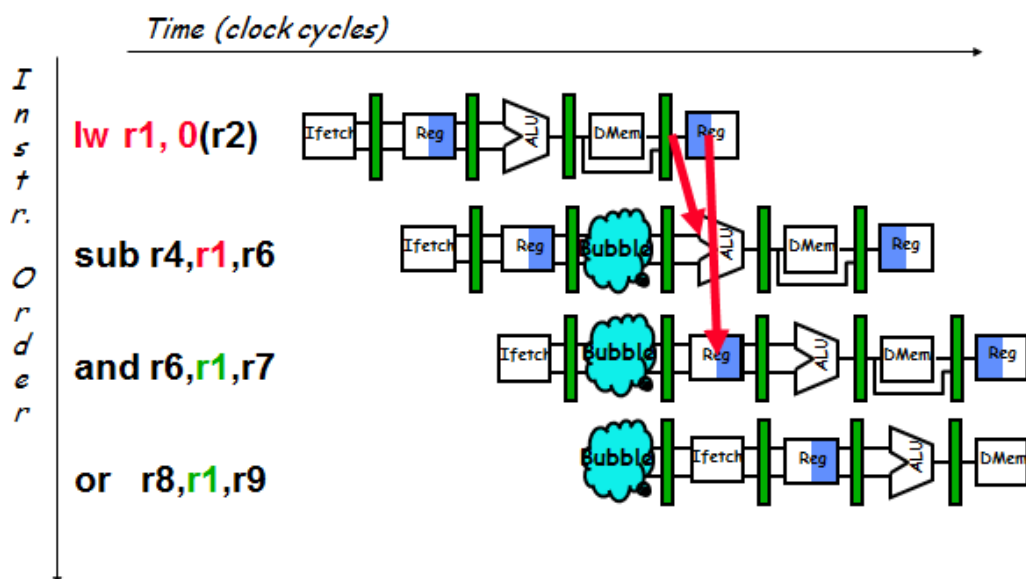 Time (clock cycles)
Instr. Order
lw r1, 0(r2)
Ifetch Reg ALU DMem Reg
sub r4,r1,r6
Ifetch Reg Bubble ALU DMem Reg
and r6,r1,r7
Ifetch Bubble Reg ALU DMem Reg
or r8,r1,r9
Bubble Ifetch Reg ALU DMem